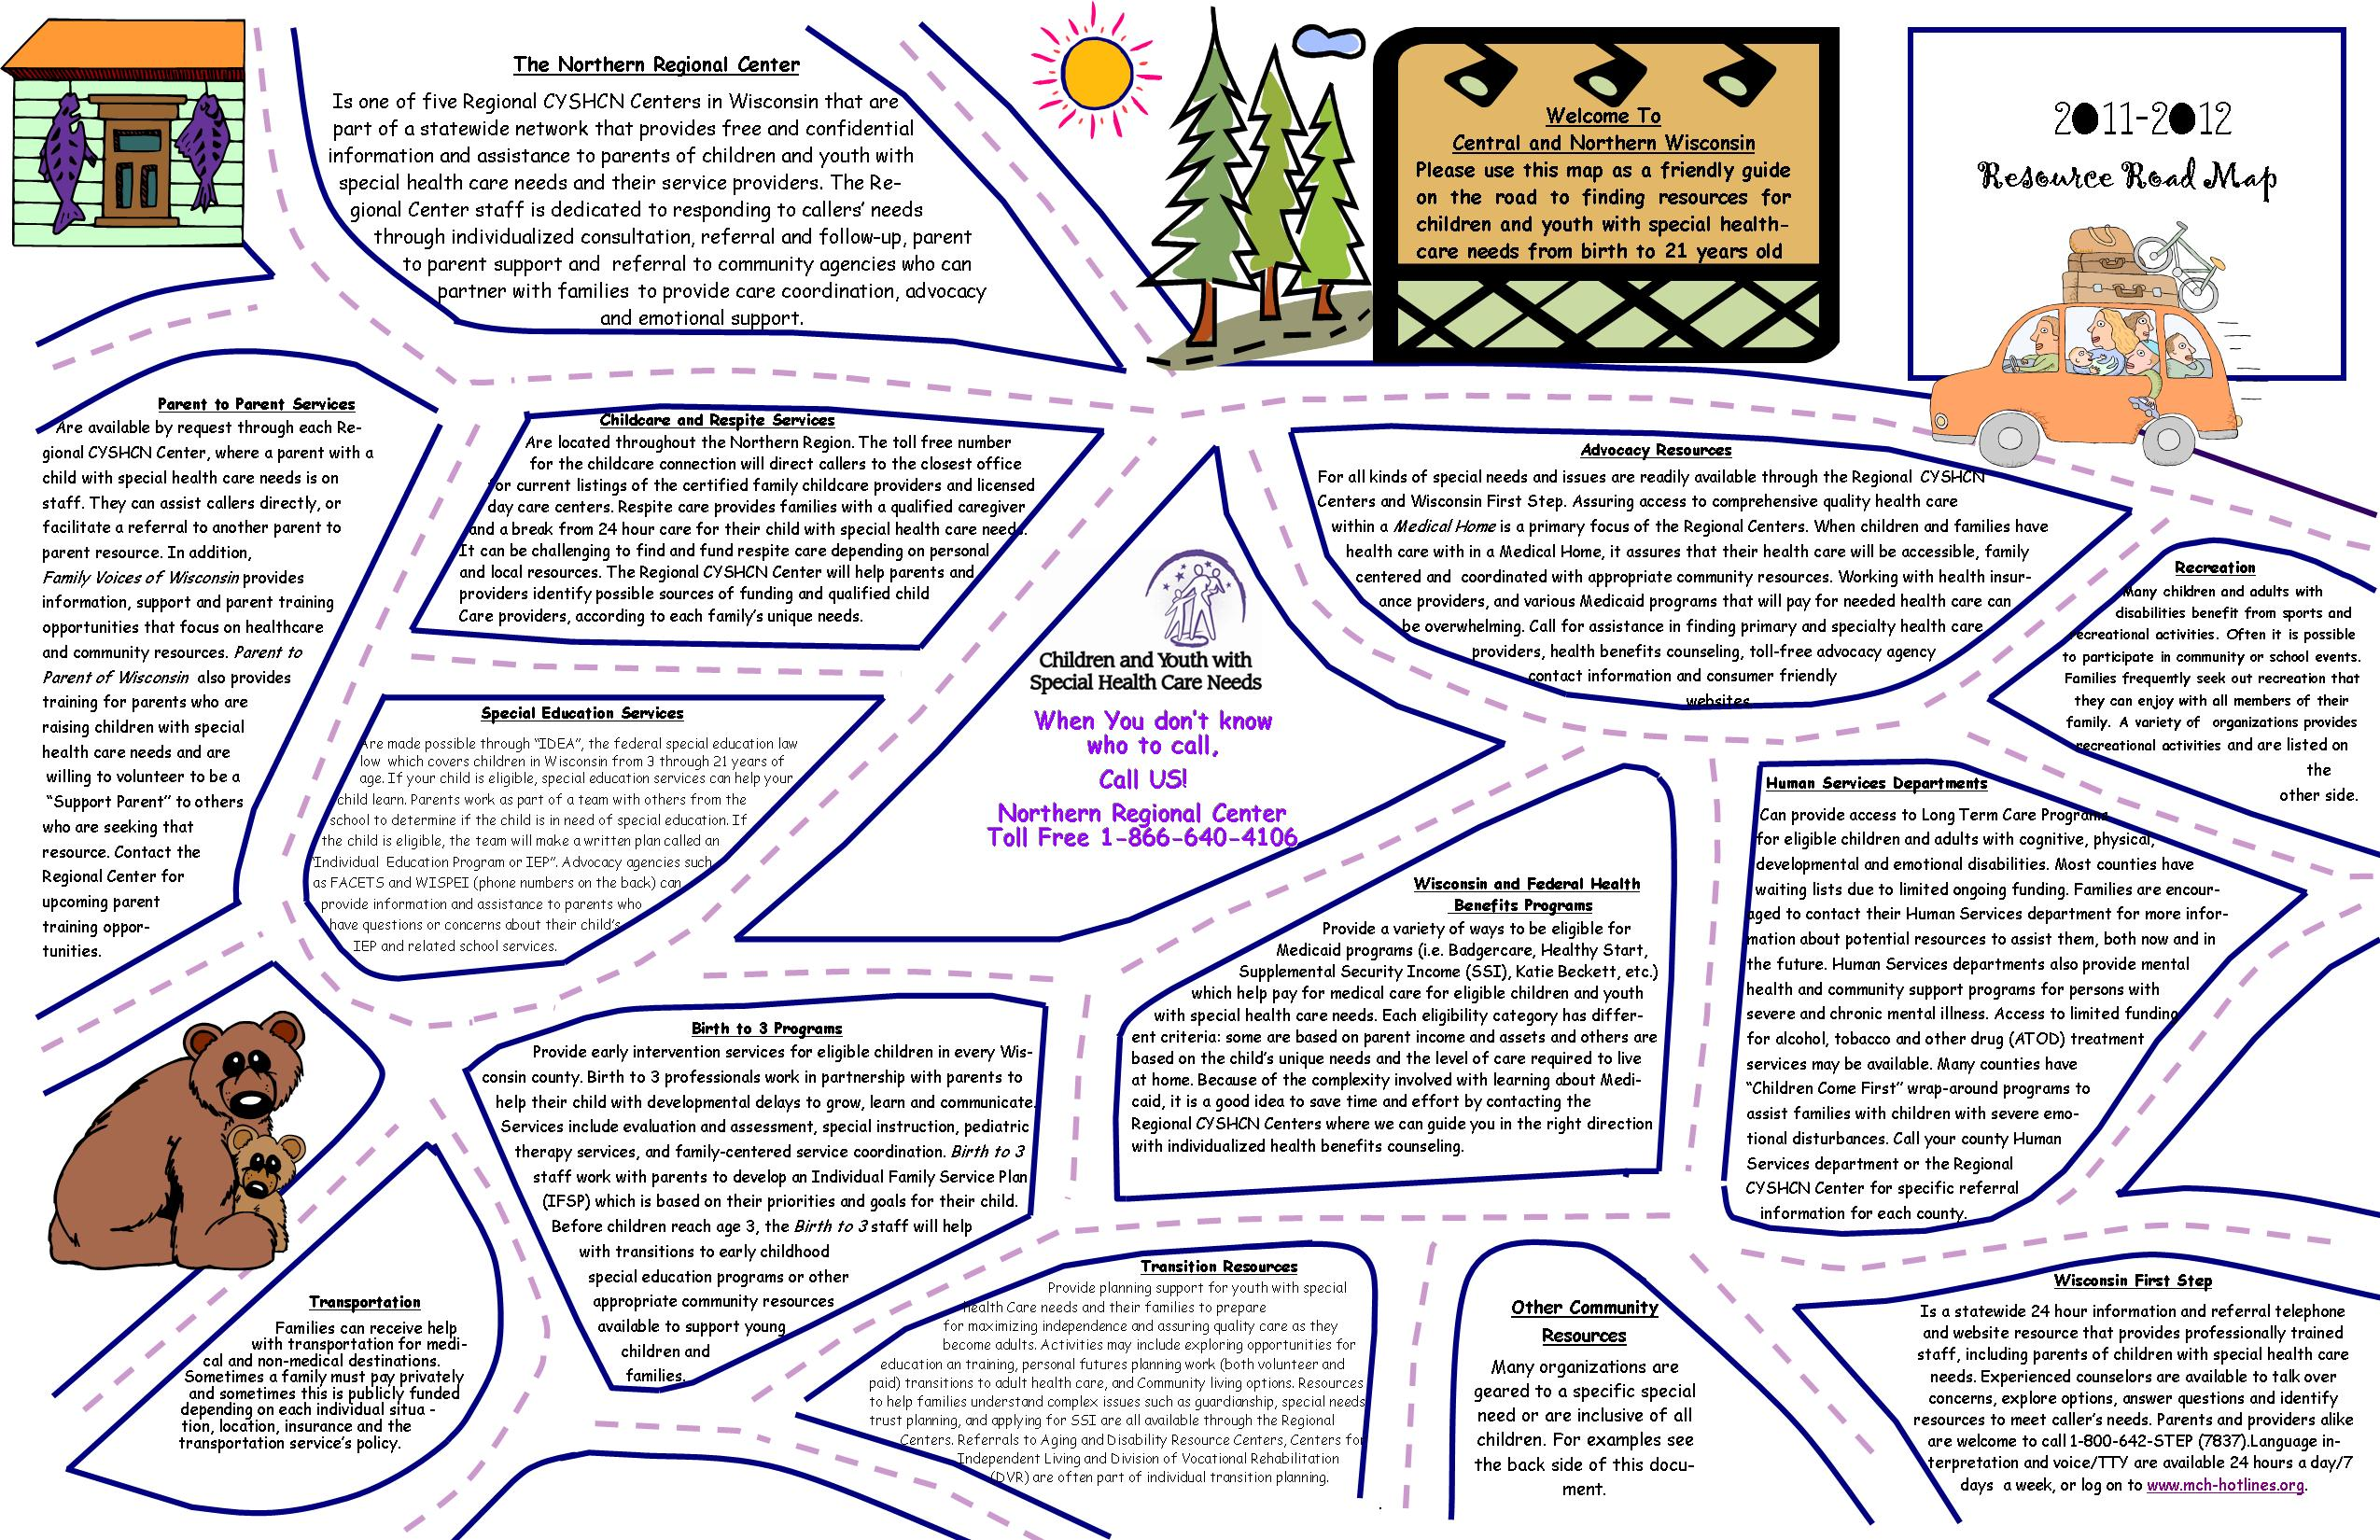 The Northern Regional Center
Is one of five Regional CYSHCN Centers in Wisconsin that are
part of a statewide network that provides free and confidential
information and assistance to parents of children and youth with
special health care needs and their service providers. The Re-
gional Center staff is dedicated to responding to callers' needs
through individualized consultation, referral and follow-up, parent
to parent support and referral to community agencies who can
partner with families to provide care coordination, advocacy
and emotional support.
Welcome To
Central and Northern Wisconsin
Please use this map as a friendly guide
on the road to finding resources for
children and youth with special health-
care needs from birth to 21 years old
2011-2012
Resource Road Map
Parent to Parent Services
Are available by request through each Re-
gional CYSHCN Center, where a parent with a
child with special health care needs is on
staff. They can assist callers directly, or
facilitate a referral to another parent to
parent resource. In addition,
Family Voices of Wisconsin provides
information, support and parent training
opportunities that focus on healthcare
and community resources. Parent to
Parent of Wisconsin also provides
training for parents who are
raising children with special
health care needs and are
willing to volunteer to be a
"Support Parent" to others
who are seeking that
resource. Contact the
Regional Center for
upcoming parent
training oppor-
tunities.
Childcare and Respite Services
Are located throughout the Northern Region. The toll free number
for the childcare connection will direct callers to the closest office
for current listings of the certified family childcare providers and licensed
day care centers. Respite care provides families with a qualified caregiver
and a break from 24 hour care for their child with special health care needs.
It can be challenging to find and fund respite care depending on personal
and local resources. The Regional CYSHCN Center will help parents and
providers identify possible sources of funding and qualified child
Care providers, according to each family's unique needs.
Special Education Services
Are made possible through "IDEA", the federal special education law
low which covers children in Wisconsin from 3 through 21 years of
age. If your child is eligible, special education services can help your
child learn. Parents work as part of a team with others from the
school to determine if the child is in need of special education. If
the child is eligible, the team will make a written plan called an
"Individual Education Program or IEP". Advocacy agencies such
as FACETS and WISPEI (phone numbers on the back) can
provide information and assistance to parents who
have questions or concerns about their child's
IEP and related school services.
Children and Youth with
Special Health Care Needs
When You don't know
who to call,
Call US!
Northern Regional Center
Toll Free 1-866-640-4106
Advocacy Resources
For all kinds of special needs and issues are readily available through the Regional CYSHCN
Centers and Wisconsin First Step. Assuring access to comprehensive quality health care
within a Medical Home is a primary focus of the Regional Centers. When children and families have
health care with in a Medical Home, it assures that their health care will be accessible, family
centered and coordinated with appropriate community resources. Working with health insur-
ance providers, and various Medicaid programs that will pay for needed health care can
be overwhelming. Call for assistance in finding primary and specialty health care
providers, health benefits counseling, toll-free advocacy agency
contact information and consumer friendly
websites.
Recreation
Many children and adults with
disabilities benefit from sports and
recreational activities. Often it is possible
to participate in community or school events.
Families frequently seek out recreation that
they can enjoy with all members of their
family. A variety of organizations provides
recreational activities and are listed on
the
other side.
Wisconsin and Federal Health
Benefits Programs
Provide a variety of ways to be eligible for
Medicaid programs (i.e. Badgercare, Healthy Start,
Supplemental Security Income (SSI), Katie Beckett, etc.)
which help pay for medical care for eligible children and youth
with special health care needs. Each eligibility category has differ-
ent criteria: some are based on parent income and assets and others are
based on the child's unique needs and the level of care required to live
at home. Because of the complexity involved with learning about Medi-
caid, it is a good idea to save time and effort by contacting the
Regional CYSHCN Centers where we can guide you in the right direction
with individualized health benefits counseling.
Human Services Departments
Can provide access to Long Term Care Programs
for eligible children and adults with cognitive, physical,
developmental and emotional disabilities. Most counties have
waiting lists due to limited ongoing funding. Families are encour-
aged to contact their Human Services department for more infor-
mation about potential resources to assist them, both now and in
the future. Human Services departments also provide mental
health and community support programs for persons with
severe and chronic mental illness. Access to limited funding
for alcohol, tobacco and other drug (ATOD) treatment
services may be available. Many counties have
"Children Come First" wrap-around programs to
assist families with children with severe emo-
tional disturbances. Call your county Human
Services department or the Regional
CYSHCN Center for specific referral
information for each county.
Birth to 3 Programs
Provide early intervention services for eligible children in every Wis-
consin county. Birth to 3 professionals work in partnership with parents to
help their child with developmental delays to grow, learn and communicate.
Services include evaluation and assessment, special instruction, pediatric
therapy services, and family-centered service coordination. Birth to 3
staff work with parents to develop an Individual Family Service Plan
(IFSP) which is based on their priorities and goals for their child.
Before children reach age 3, the Birth to 3 staff will help
with transitions to early childhood
special education programs or other
appropriate community resources
available to support young
children and
families.
Transportation
Families can receive help
with transportation for medi-
cal and non-medical destinations.
Sometimes a family must pay privately
and sometimes this is publicly funded
depending on each individual situa -
tion, location, insurance and the
transportation service's policy.
Transition Resources
Provide planning support for youth with special
health Care needs and their families to prepare
for maximizing independence and assuring quality care as they
become adults. Activities may include exploring opportunities for
education an training, personal futures planning work (both volunteer and
paid) transitions to adult health care, and Community living options. Resources
to help families understand complex issues such as guardianship, special needs
trust planning, and applying for SSI are all available through the Regional
Centers. Referrals to Aging and Disability Resource Centers, Centers for
Independent Living and Division of Vocational Rehabilitation
(DVR) are often part of individual transition planning.
Other Community
Resources
Many organizations are
geared to a specific special
need or are inclusive of all
children. For examples see
the back side of this docu-
ment.
Wisconsin First Step
Is a statewide 24 hour information and referral telephone
and website resource that provides professionally trained
staff, including parents of children with special health care
needs. Experienced counselors are available to talk over
concerns, explore options, answer questions and identify
resources to meet caller's needs. Parents and providers alike
are welcome to call 1-800-642-STEP (7837).Language in-
terpretation and voice/TTY are available 24 hours a day/7
days a week, or log on to www.mch-hotlines.org.